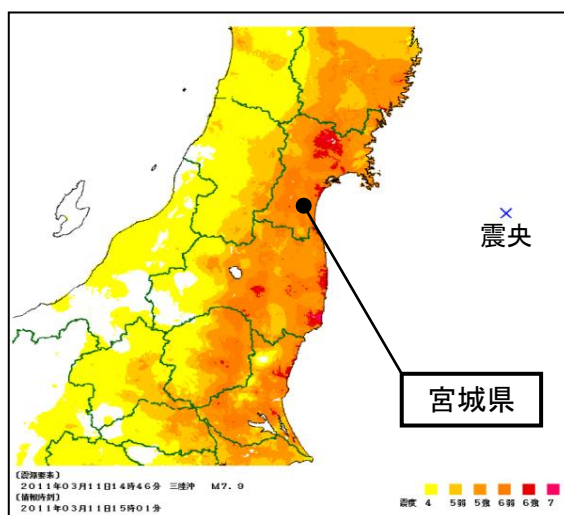 震央
宮城県
[震源要素]
2011年03月11日14時46分 三陸沖 M7.9
[情報時刻]
2011年03月11日15時01分
震度 4 5弱 5強 6弱 6強 7